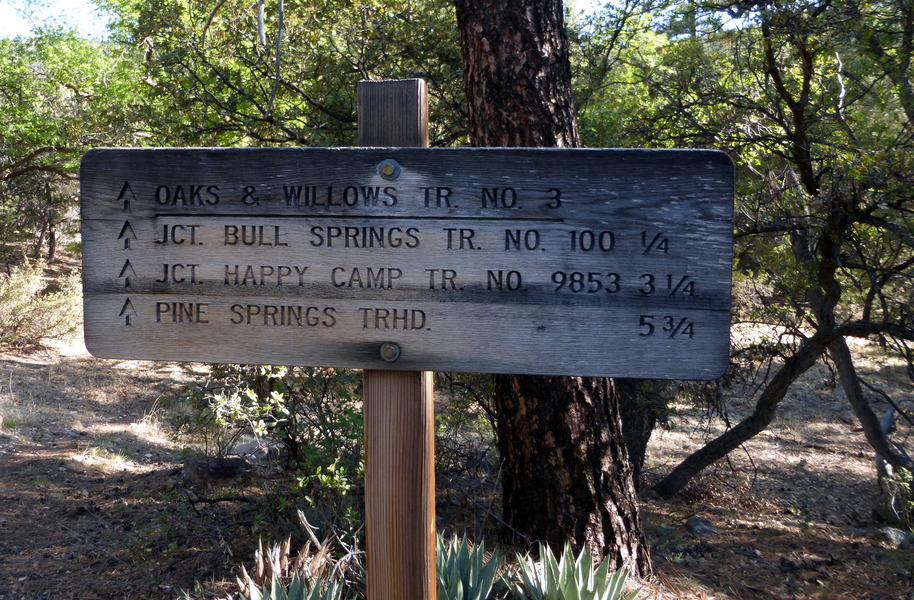 OAKS & WILLOWS TR. NO. 3
JCT. BULL SPRINGS TR. NO. 100 1/4
JCT. HAPPY CAMP TR. NO. 9853 3 1/4
PINE SPRINGS TRHD. 5 3/4